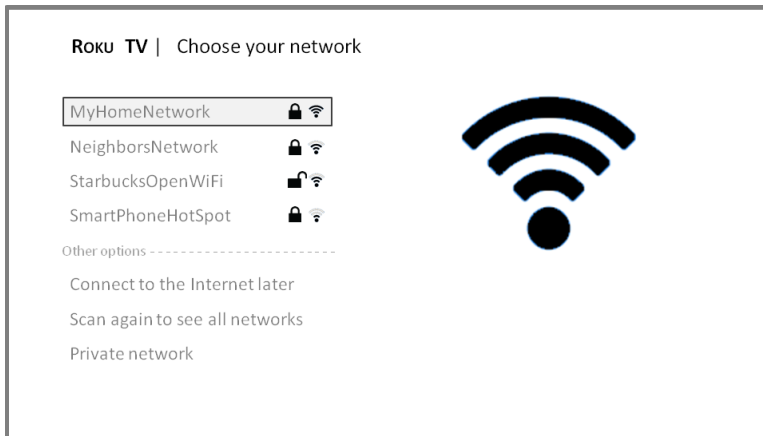 ROKU TV | Choose your network
MyHomeNetwork
NeighborsNetwork
StarbucksOpenWiFi
SmartPhoneHotSpot
Other options ------------------------
Connect to the Internet later
Scan again to see all networks
Private network